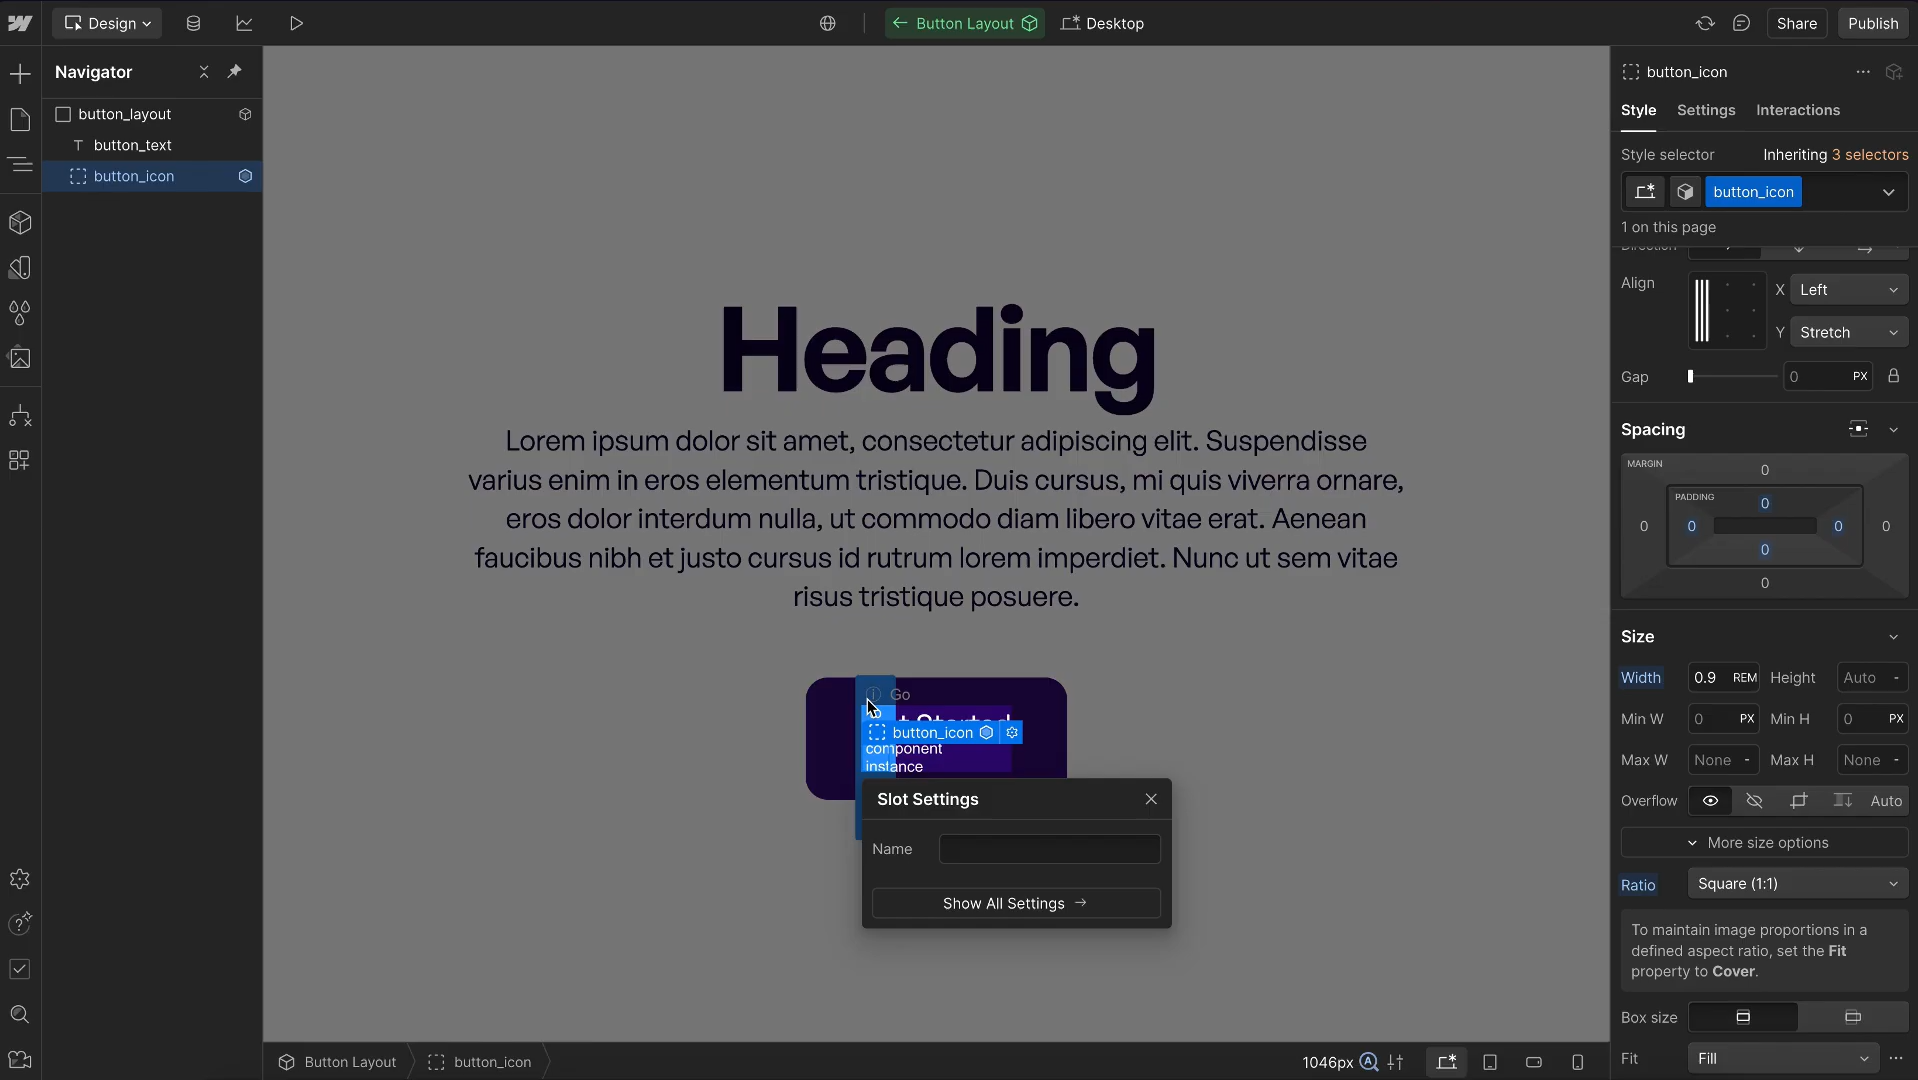 Design
Button Layout
Desktop
Share
Publish
Navigator
button_layout
button_text
button_icon
Heading
Lorem ipsum dolor sit amet, consectetur adipiscing elit. Suspendisse
varius enim in eros elementum tristique. Duis cursus, mi quis viverra ornare,
eros dolor interdum nulla, ut commodo diam libero vitae erat. Aenean
faucibus nibh et justo cursus id rutrum lorem imperdiet. Nunc ut sem vitae
risus tristique posuere.
Go
t Started
button_icon
component
instance
Slot Settings
Name
Show All Settings
Button Layout
button_icon
1046px
button_icon
Style
Settings
Interactions
Style selector
Inheriting 3 selectors
button_icon
1 on this page
Direction
Align
X
Left
Y
Stretch
Gap
0
PX
Spacing
MARGIN
0
PADDING
0
0
0
0
0
0
0
Size
Width
0.9
REM
Height
Auto
-
Min W
0
PX
Min H
0
PX
Max W
None
-
Max H
None
-
Overflow
Auto
More size options
Ratio
Square (1:1)
To maintain image proportions in a
defined aspect ratio, set the Fit
property to Cover.
Box size
Fit
Fill